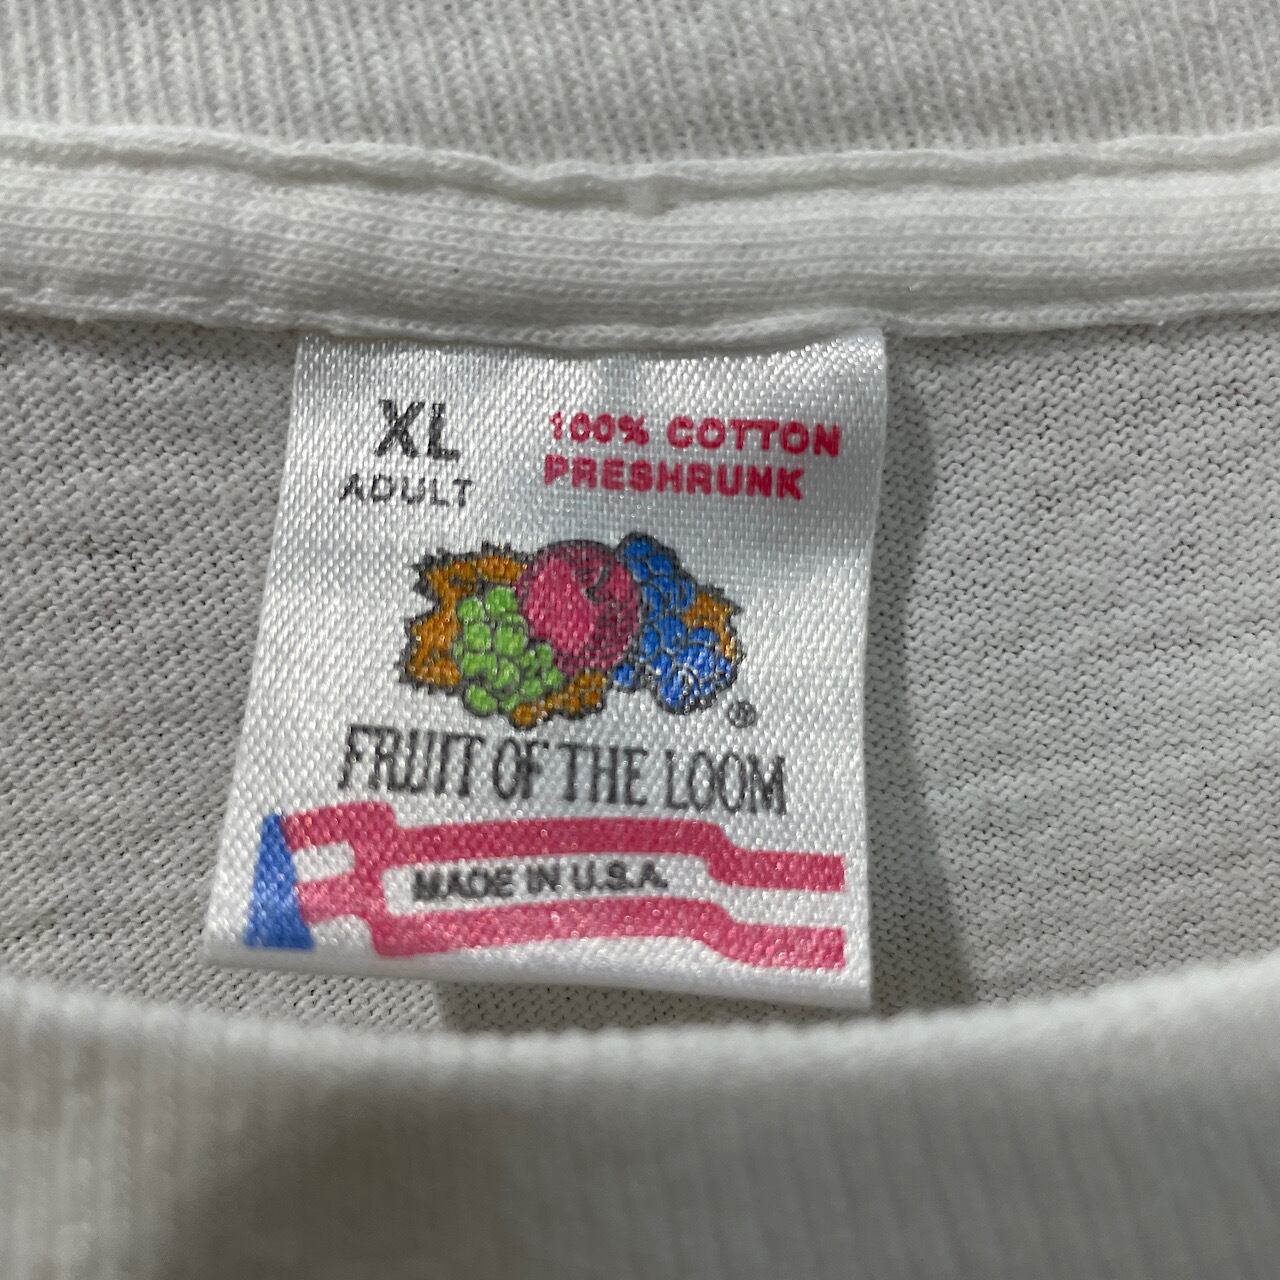 XL
ADULT
100% COTTON
PRESHRUNK
®
FRUIT OF THE LOOM
MADE IN U.S.A.